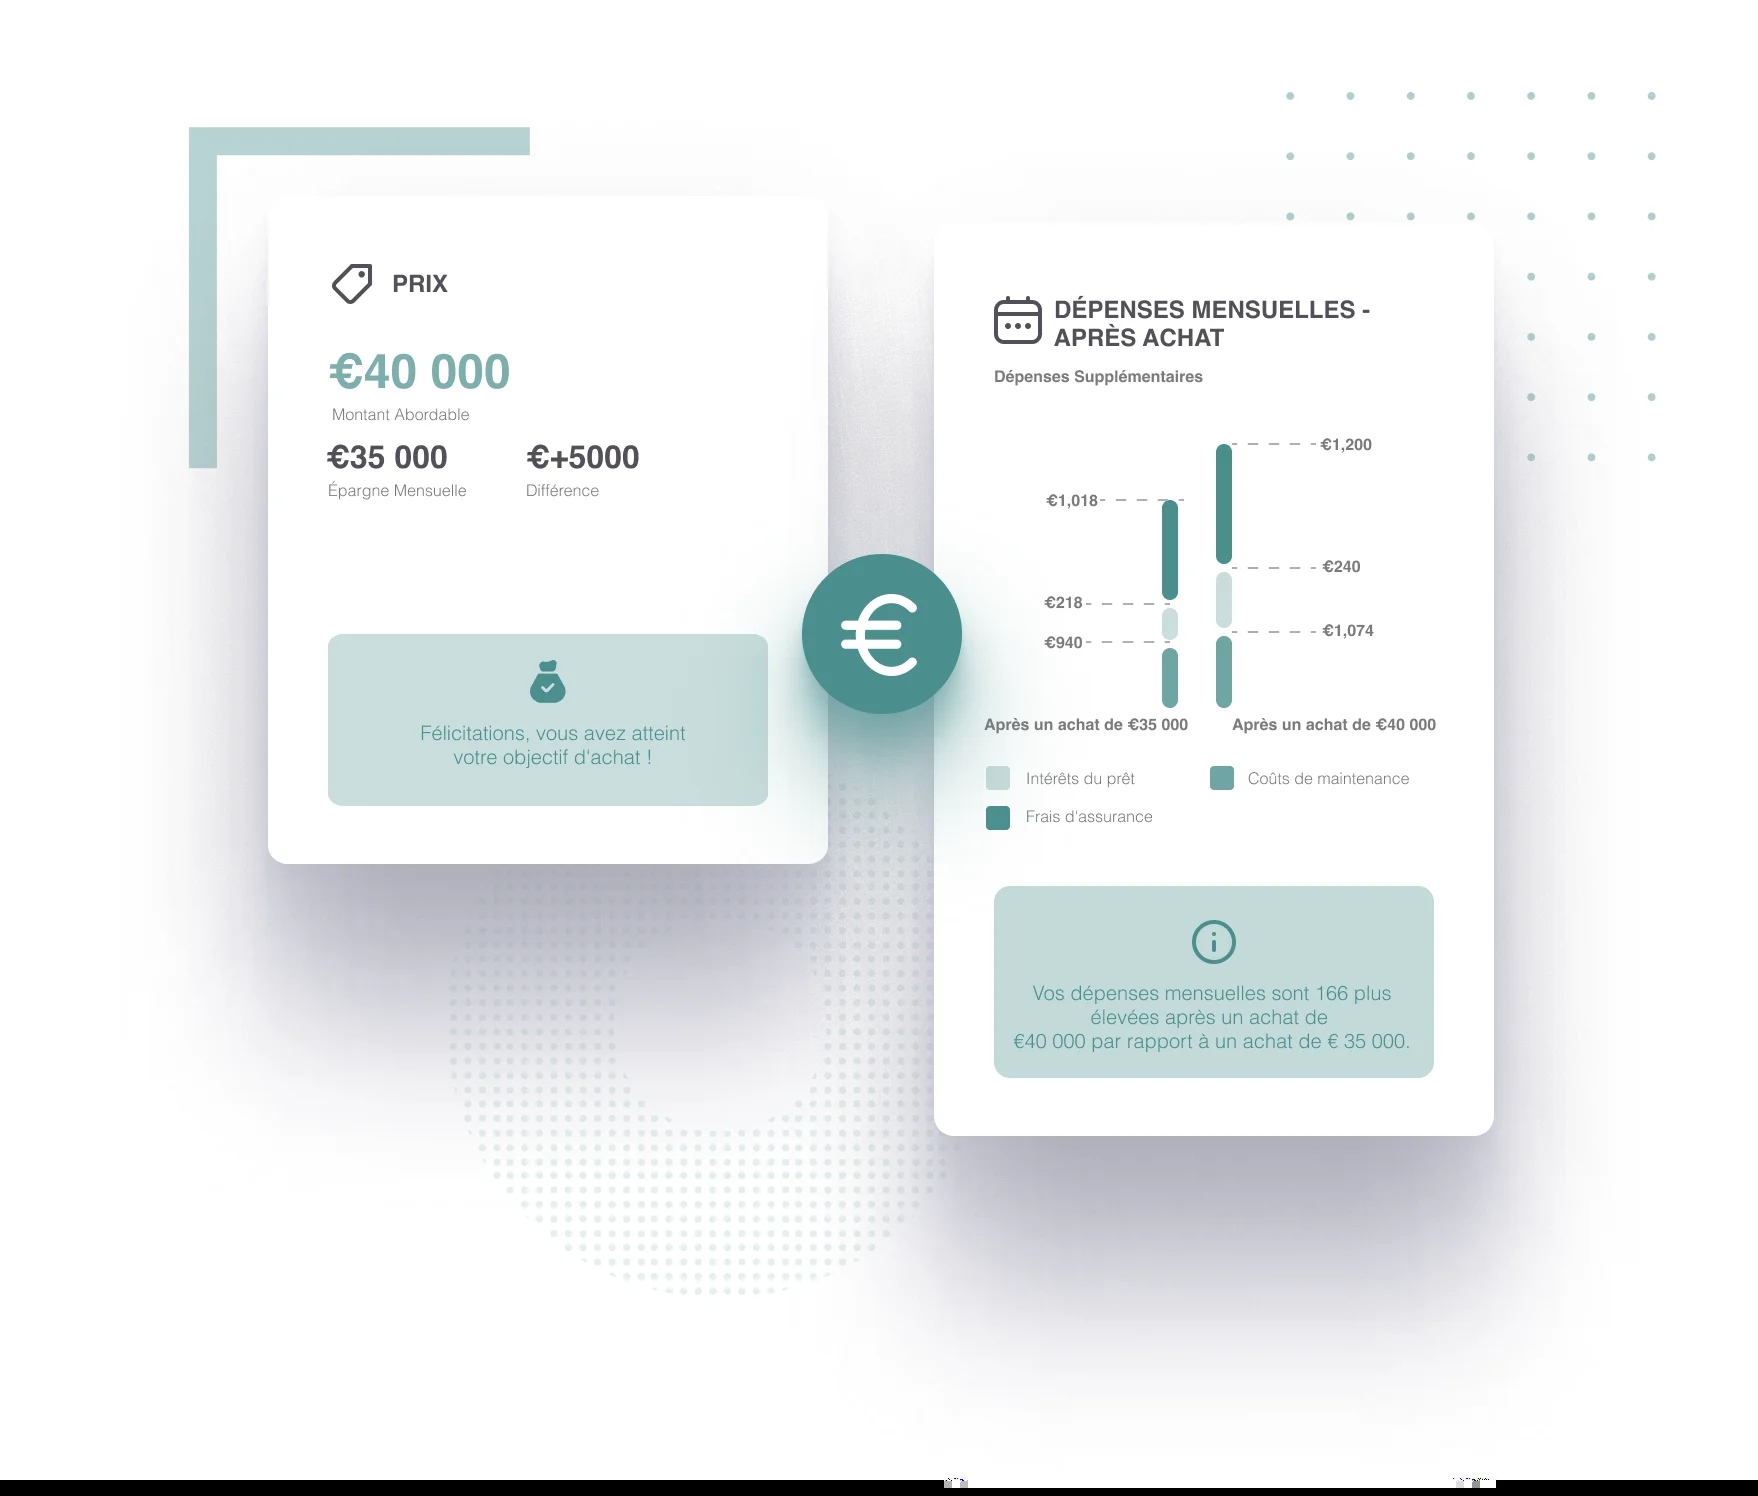 PRIX
€40 000
Montant Abordable
€35 000
€+5000
Épargne Mensuelle
Différence
Félicitations, vous avez atteint
votre objectif d'achat !
€
DÉPENSES MENSUELLES -
APRÈS ACHAT
Dépenses Supplémentaires
€1,200
€1,018
€240
€218
€1,074
€940
Après un achat de €35 000
Après un achat de €40 000
Intérêts du prêt
Coûts de maintenance
Frais d'assurance
Vos dépenses mensuelles sont 166 plus
élevées après un achat de
€40 000 par rapport à un achat de € 35 000.